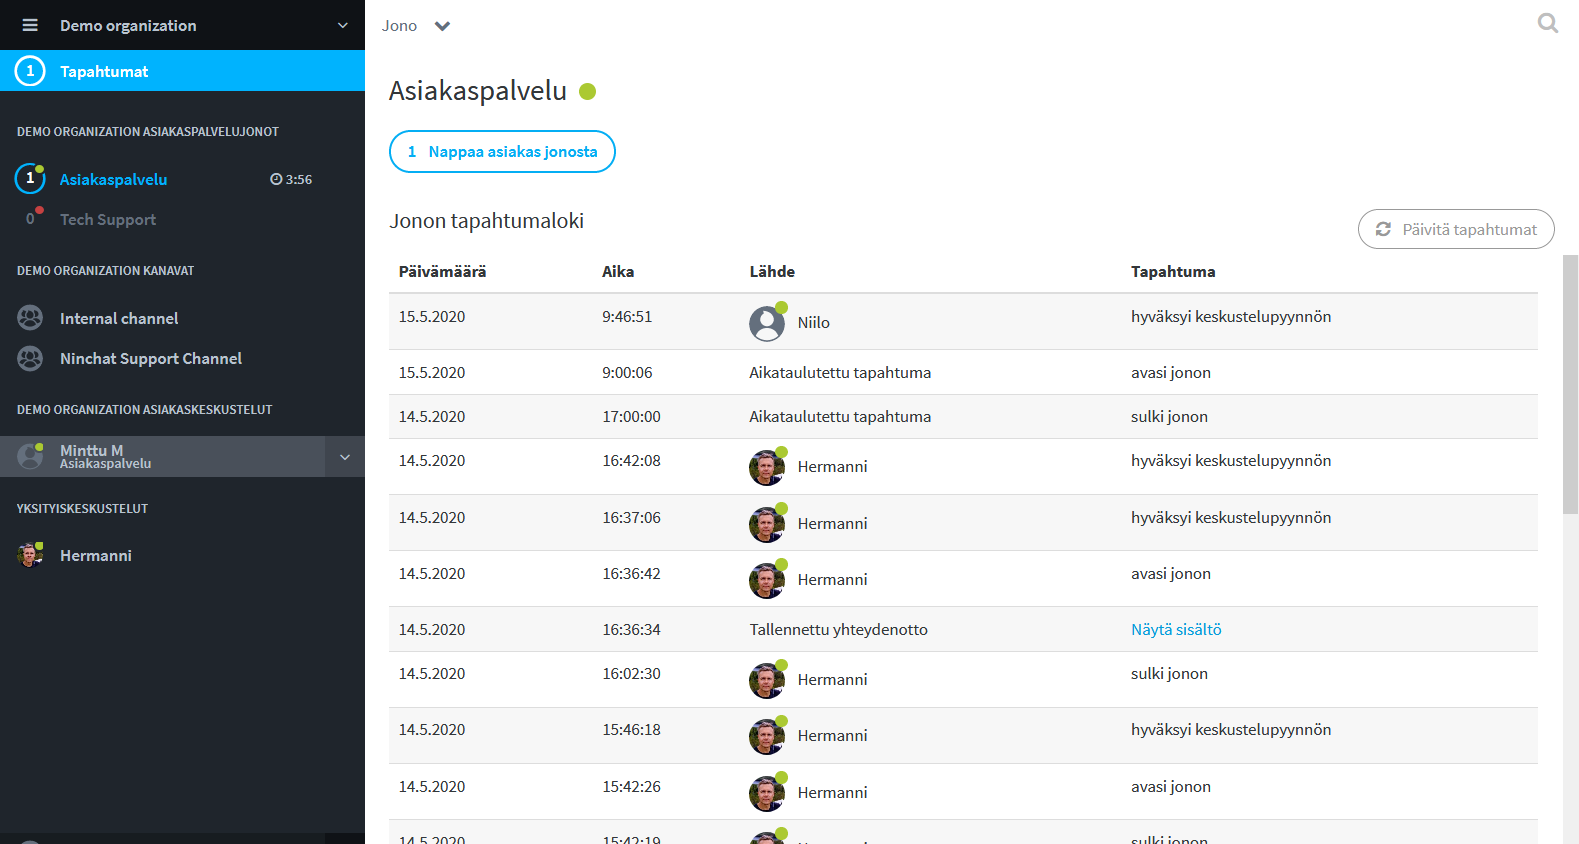 Demo organization
1 Tapahtumat
DEMO ORGANIZATION ASIAKASPALVELUJONOT
1 Asiakaspalvelu 3:56
0 Tech Support
DEMO ORGANIZATION KANAVAT
Internal channel
Ninchat Support Channel
DEMO ORGANIZATION ASIAKASKESKUSTELUT
Minttu M
Asiakaspalvelu
YKSITYISKESKUSTELUT
Hermanni
Jono
Asiakaspalvelu
1 Nappaa asiakas jonosta
Jonon tapahtumaloki
Päivitä tapahtumat
Päivämäärä Aika Lähde Tapahtuma
15.5.2020 9:46:51 Niilo hyväksyi keskustelupyynnön
15.5.2020 9:00:06 Aikataulutettu tapahtuma avasi jonon
14.5.2020 17:00:00 Aikataulutettu tapahtuma sulki jonon
14.5.2020 16:42:08 Hermanni hyväksyi keskustelupyynnön
14.5.2020 16:37:06 Hermanni hyväksyi keskustelupyynnön
14.5.2020 16:36:42 Hermanni avasi jonon
14.5.2020 16:36:34 Tallennettu yhteydenotto Näytä sisältö
14.5.2020 16:02:30 Hermanni sulki jonon
14.5.2020 15:46:18 Hermanni hyväksyi keskustelupyynnön
14.5.2020 15:42:26 Hermanni avasi jonon
14.5.2020 15:42:19 sulki jonon